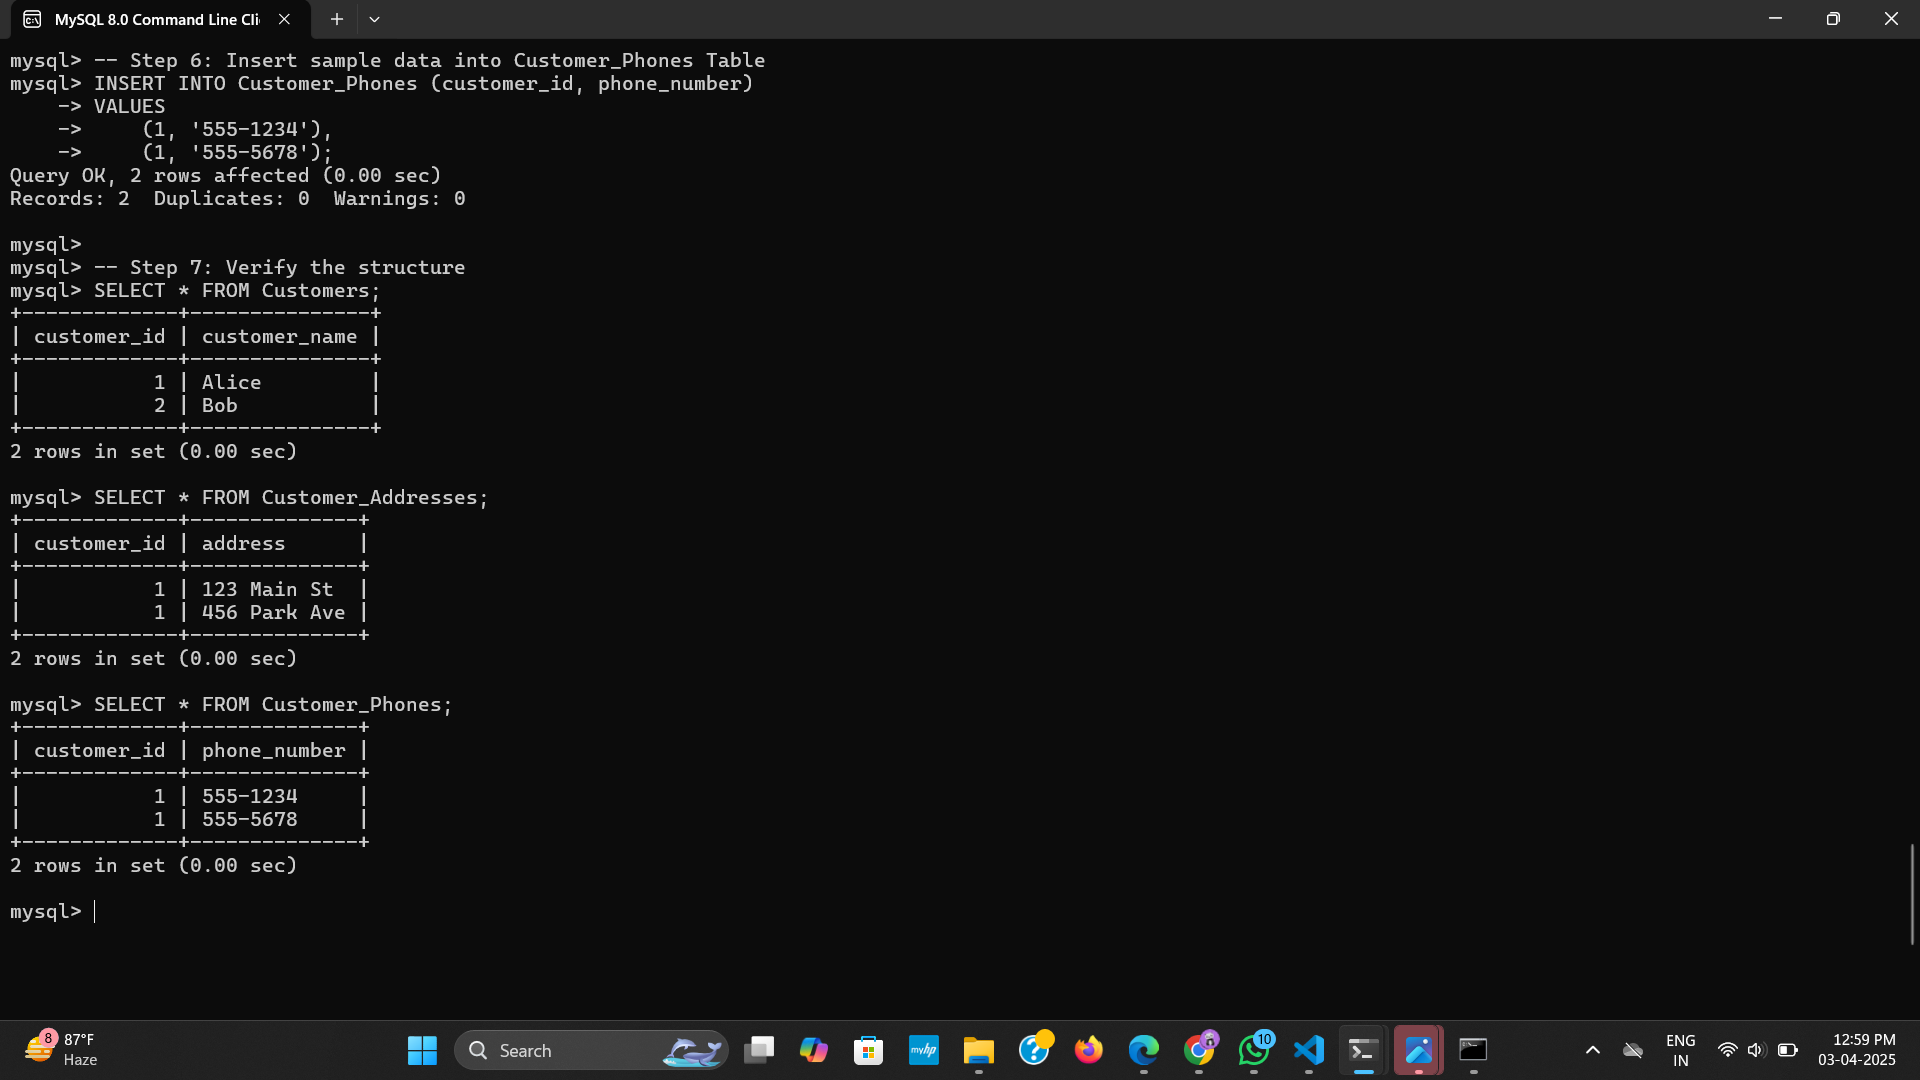 MySQL 8.0 Command Line Cli
mysql> -- Step 6: Insert sample data into Customer_Phones Table
mysql> INSERT INTO Customer_Phones (customer_id, phone_number)
    -> VALUES
    ->     (1, '555-1234'),
    ->     (1, '555-5678');
Query OK, 2 rows affected (0.00 sec)
Records: 2  Duplicates: 0  Warnings: 0
mysql>
mysql> -- Step 7: Verify the structure
mysql> SELECT * FROM Customers;
+-------------+---------------+
| customer_id | customer_name |
+-------------+---------------+
|           1 | Alice         |
|           2 | Bob           |
+-------------+---------------+
2 rows in set (0.00 sec)
mysql> SELECT * FROM Customer_Addresses;
+-------------+--------------+
| customer_id | address      |
+-------------+--------------+
|           1 | 123 Main St  |
|           1 | 456 Park Ave |
+-------------+--------------+
2 rows in set (0.00 sec)
mysql> SELECT * FROM Customer_Phones;
+-------------+--------------+
| customer_id | phone_number |
+-------------+--------------+
|           1 | 555-1234     |
|           1 | 555-5678     |
+-------------+--------------+
2 rows in set (0.00 sec)
mysql>
8
87°F
Haze
Search
myhp
10
ENG
IN
12:59 PM
03-04-2025